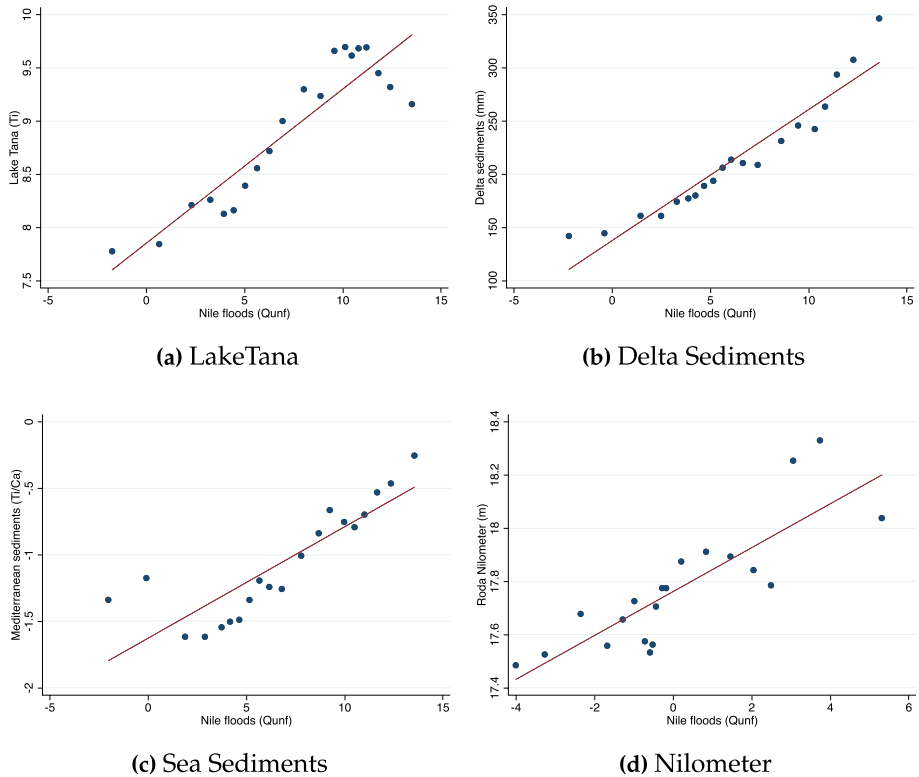 10
9.5
9
8.5
8
7.5
Lake Tana (Ti)
-5 0 5 10 15
Nile floods (Qunf)
(a) LakeTana
350
300
250
200
150
100
Delta sediments (mm)
-5 0 5 10 15
Nile floods (Qunf)
(b) Delta Sediments
0
-.5
-1
-1.5
-2
Mediterranean sediments (Ti/Ca)
-5 0 5 10 15
Nile floods (Qunf)
(c) Sea Sediments
18.4
18.2
18
17.8
17.6
17.4
Roda Nilometer (m)
-4 -2 0 2 4 6
Nile floods (Qunf)
(d) Nilometer